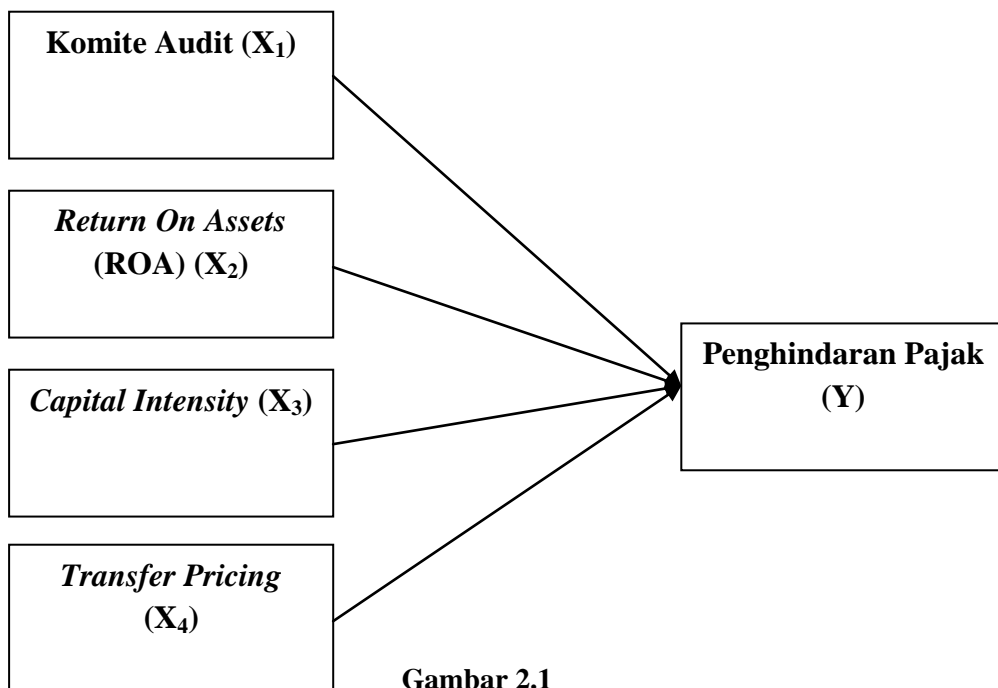 Komite Audit (X₁)
Return On Assets
(ROA) (X₂)
Capital Intensity (X₃)
Transfer Pricing
(X₄)
Penghindaran Pajak
(Y)
Gambar 2.1